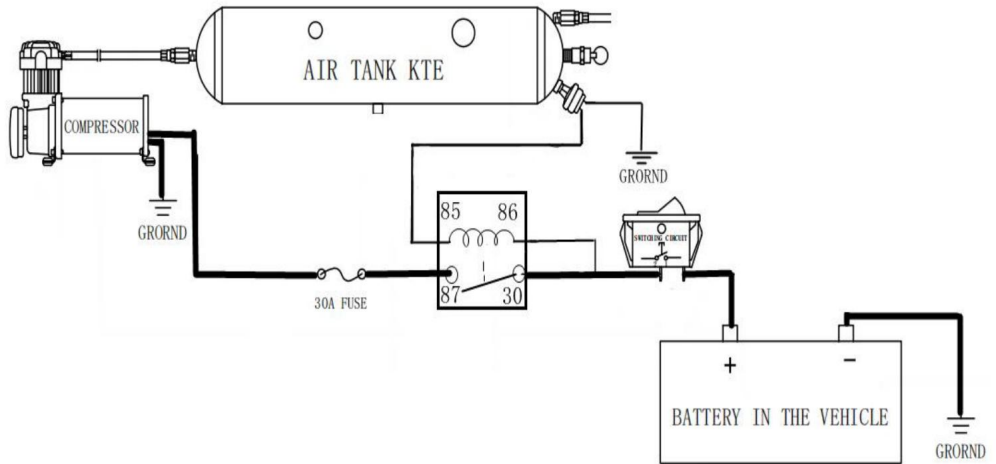 AIR TANK KTE
COMPRESSOR
GRORND
GRORND
85 86
SWITCHING CIRCUIT
87 30
30A FUSE
+ −
BATTERY IN THE VEHICLE
GRORND